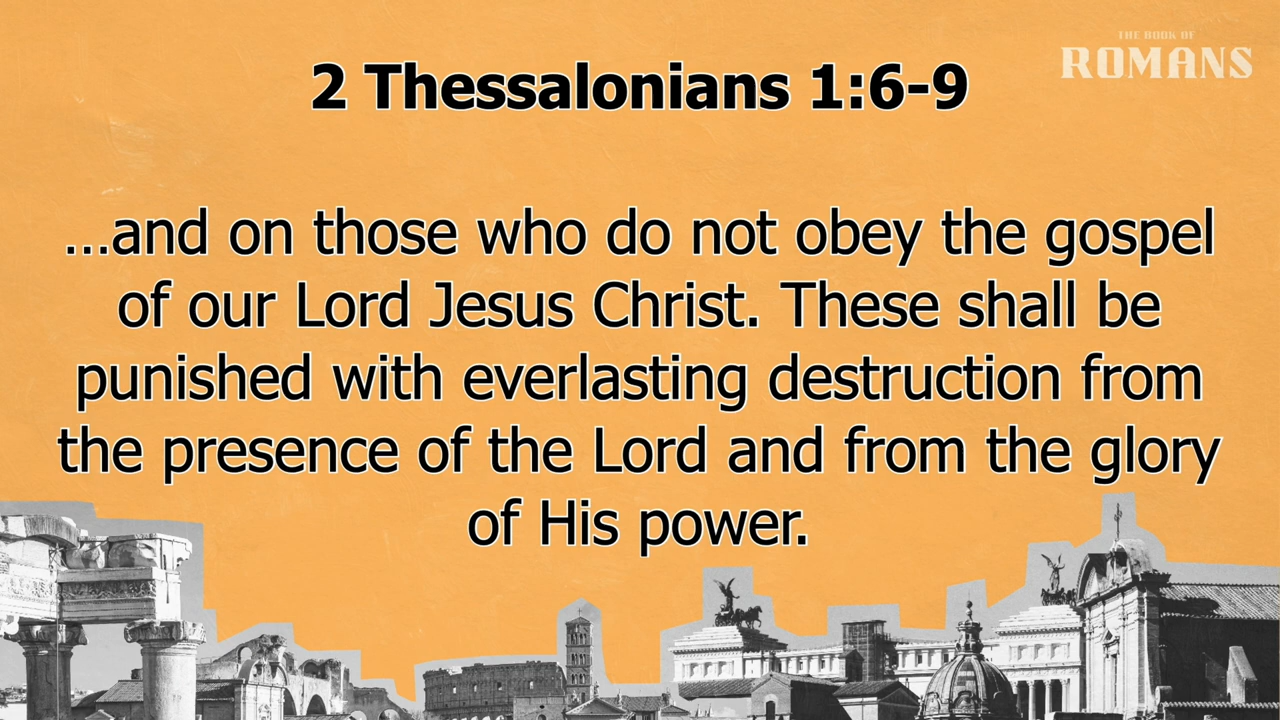 THE BOOK OF
ROMANS
2 Thessalonians 1:6-9
...and on those who do not obey the gospel
of our Lord Jesus Christ. These shall be
punished with everlasting destruction from
the presence of the Lord and from the glory
of His power.